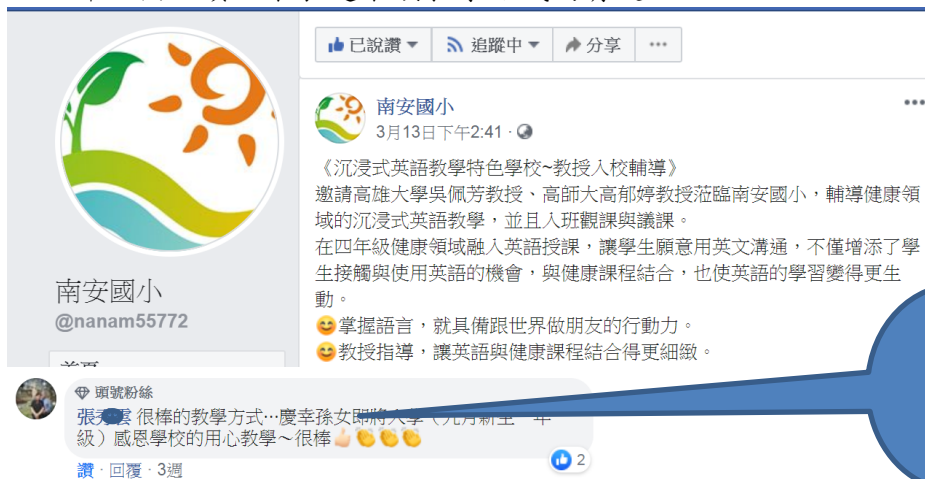 已說讚 追蹤中 分享 ...
南安國小
3月13日下午2:41
《沉浸式英語教學特色學校~教授入校輔導》
邀請高雄大學吳佩芳教授、高師大高郁婷教授蒞臨南安國小，輔導健康領
域的沉浸式英語教學，並且入班觀課與議課。
在四年級健康領域融入英語授課，讓學生願意用英文溝通，不僅增添了學
生接觸與使用英語的機會，與健康課程結合，也使英語的學習變得更生
動。
😊掌握語言，就具備跟世界做朋友的行動力。
😊教授指導，讓英語與健康課程結合得更細緻。
南安國小
@nanam55772
頭號粉絲
張 雲 很棒的教學方式…慶幸孫女即將入學（九月新生 年
級）感恩學校的用心教學～很棒👍👏👏👏
讚 · 回覆 · 3週
2